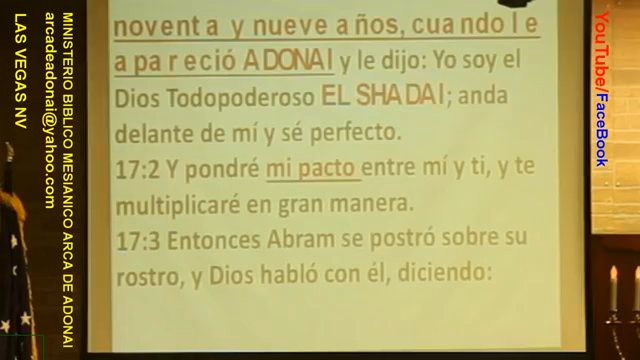 noventa y nueve años, cuando le
apareció ADONAI y le dijo: Yo soy el
Dios Todopoderoso EL SHADAI; anda
delante de mí y sé perfecto.
17:2 Y pondré mi pacto entre mí y ti, y te
multiplicaré en gran manera.
17:3 Entonces Abram se postró sobre su
rostro, y Dios habló con él, diciendo:
MINISTERIO BIBLICO MESIANICO ARCA DE ADONAI
arcadeadonai@yahoo.com
LAS VEGAS NV
YouTube/FaceBook